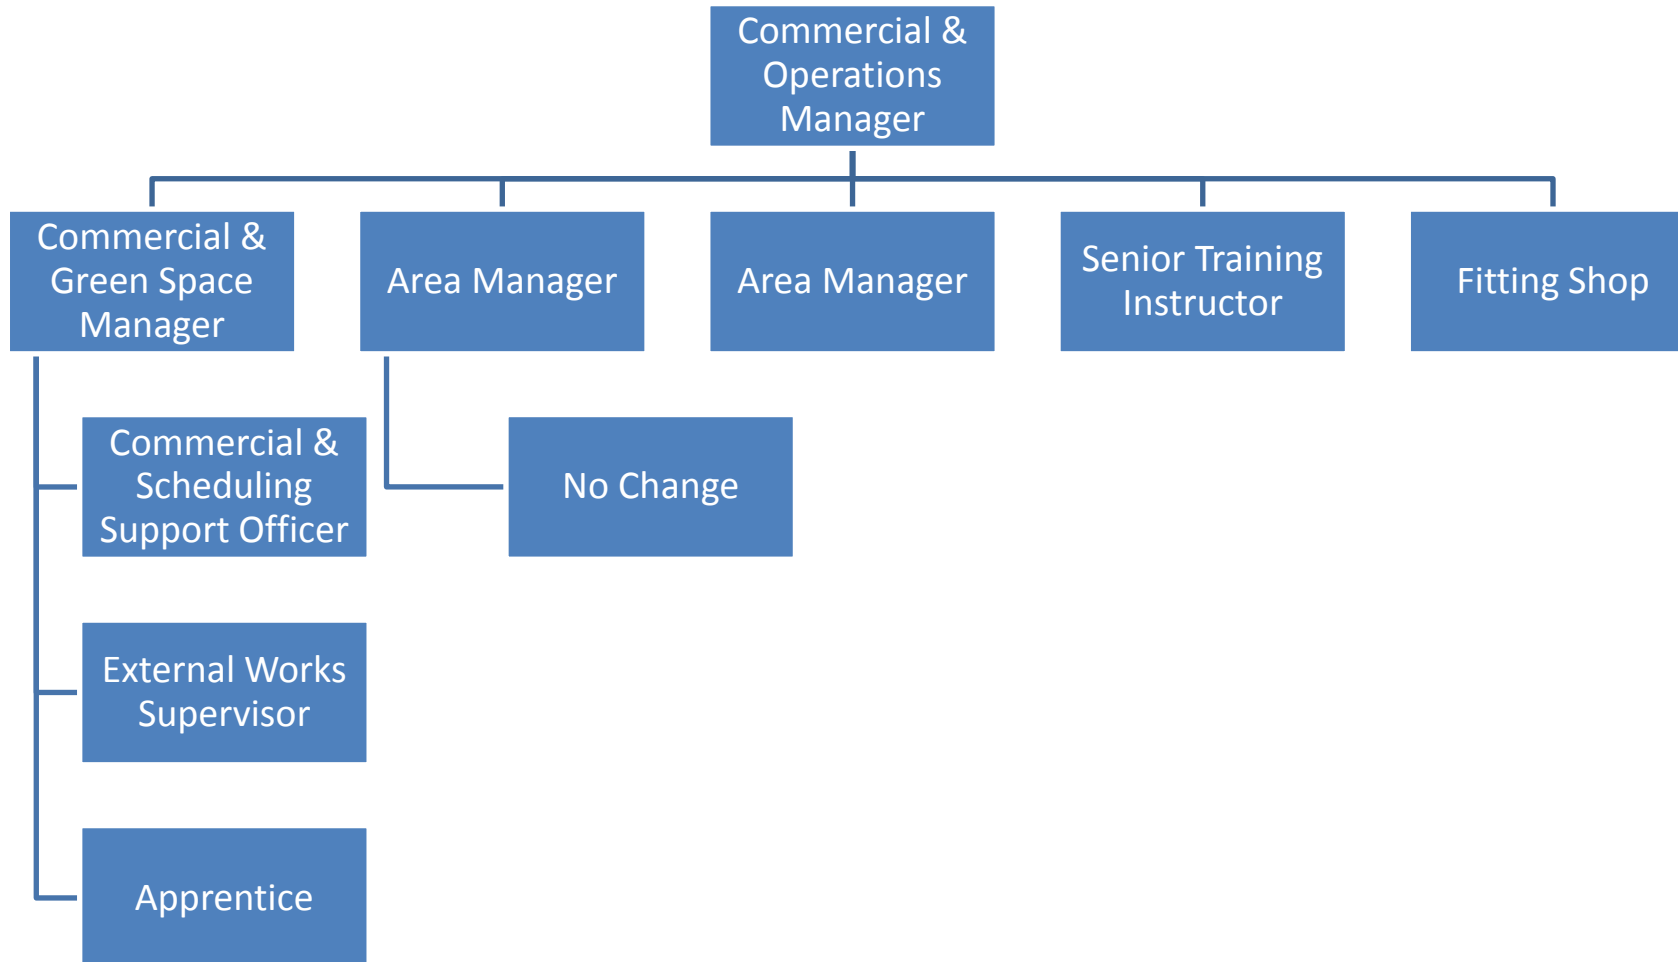 Commercial &
Operations
Manager
Commercial &
Green Space
Manager
Area Manager
Area Manager
Senior Training
Instructor
Fitting Shop
Commercial &
Scheduling
Support Officer
No Change
External Works
Supervisor
Apprentice